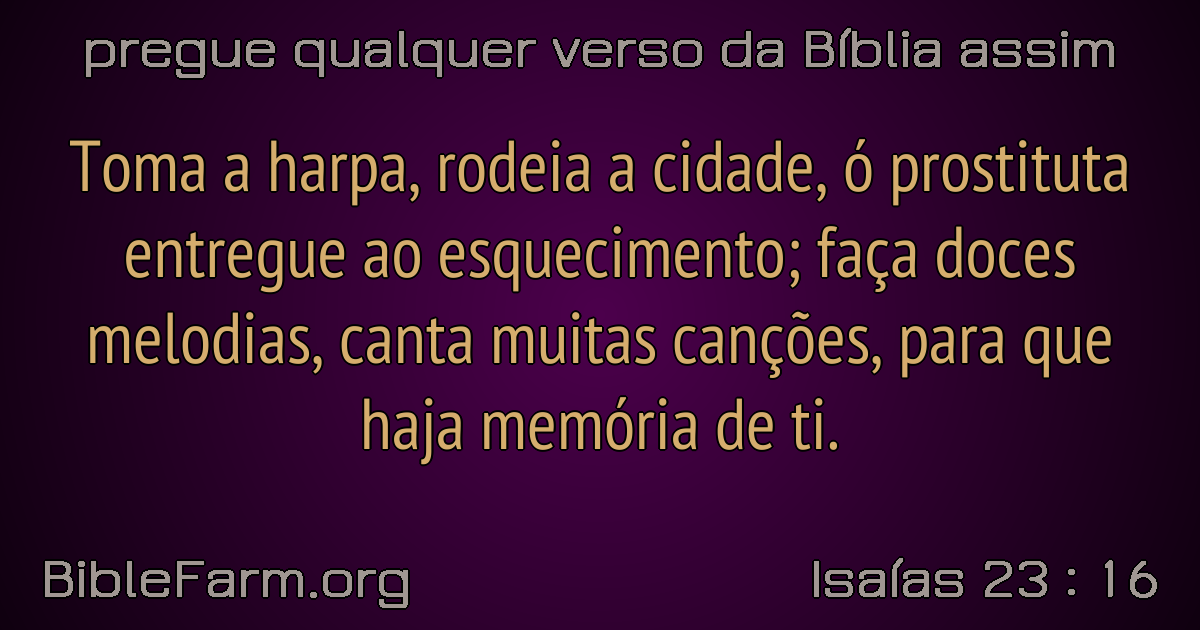 pregue qualquer verso da Bíblia assim
Toma a harpa, rodeia a cidade, ó prostituta
entregue ao esquecimento; faça doces
melodias, canta muitas canções, para que
haja memória de ti.
BibleFarm.org
Isaías 23 : 16